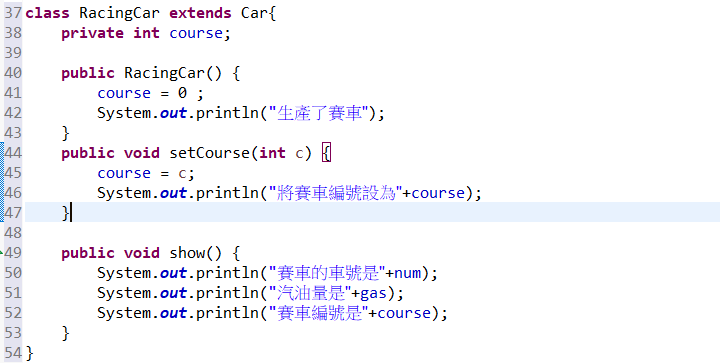 37 class RacingCar extends Car{
38 private int course;
39
40 public RacingCar() {
41 course = 0 ;
42 System.out.println("生產了賽車");
43 }
44 public void setCourse(int c) {
45 course = c;
46 System.out.println("將賽車編號設為"+course);
47 }
48
49 public void show() {
50 System.out.println("賽車的車號是"+num);
51 System.out.println("汽油量是"+gas);
52 System.out.println("賽車編號是"+course);
53 }
54 }